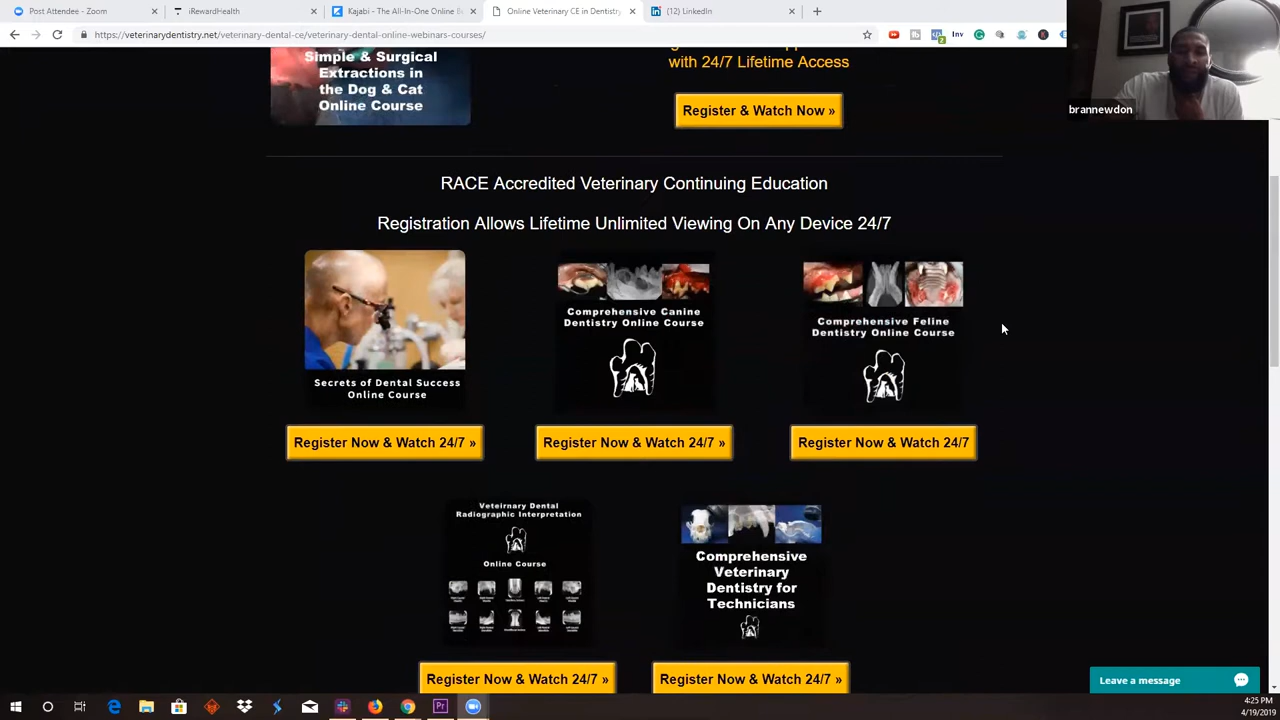 Post Attendee - Zoom
iRewardHealth
Kajabi - The All-In-One Online B
Online Veterinary CE in Dentistry
(12) LinkedIn
https://veterinarydentistry.net/veterinary-dental-ce/veterinary-dental-online-webinars-courses/
Inv
2
brannewdon
Simple & Surgical
Extractions in
the Dog & Cat
Online Course
with 24/7 Lifetime Access
Register & Watch Now »
RACE Accredited Veterinary Continuing Education
Registration Allows Lifetime Unlimited Viewing On Any Device 24/7
Secrets of Dental Success
Online Course
Comprehensive Canine
Dentistry Online Course
Comprehensive Feline
Dentistry Online Course
Register Now & Watch 24/7 »
Register Now & Watch 24/7 »
Register Now & Watch 24/7
Veteirnary Dental
Radiographic Interpretation
Online Course
Comprehensive
Veterinary
Dentistry for
Technicians
Register Now & Watch 24/7 »
Register Now & Watch 24/7 »
Leave a message
Pr
4:25 PM
4/19/2019